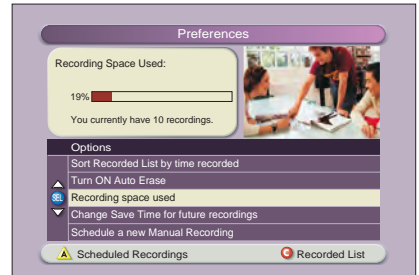 Preferences
Recording Space Used:
19%
You currently have 10 recordings.
Options
Sort Recorded List by time recorded
Turn ON Auto Erase
SEL Recording space used
Change Save Time for future recordings
Schedule a new Manual Recording
A Scheduled Recordings C Recorded List